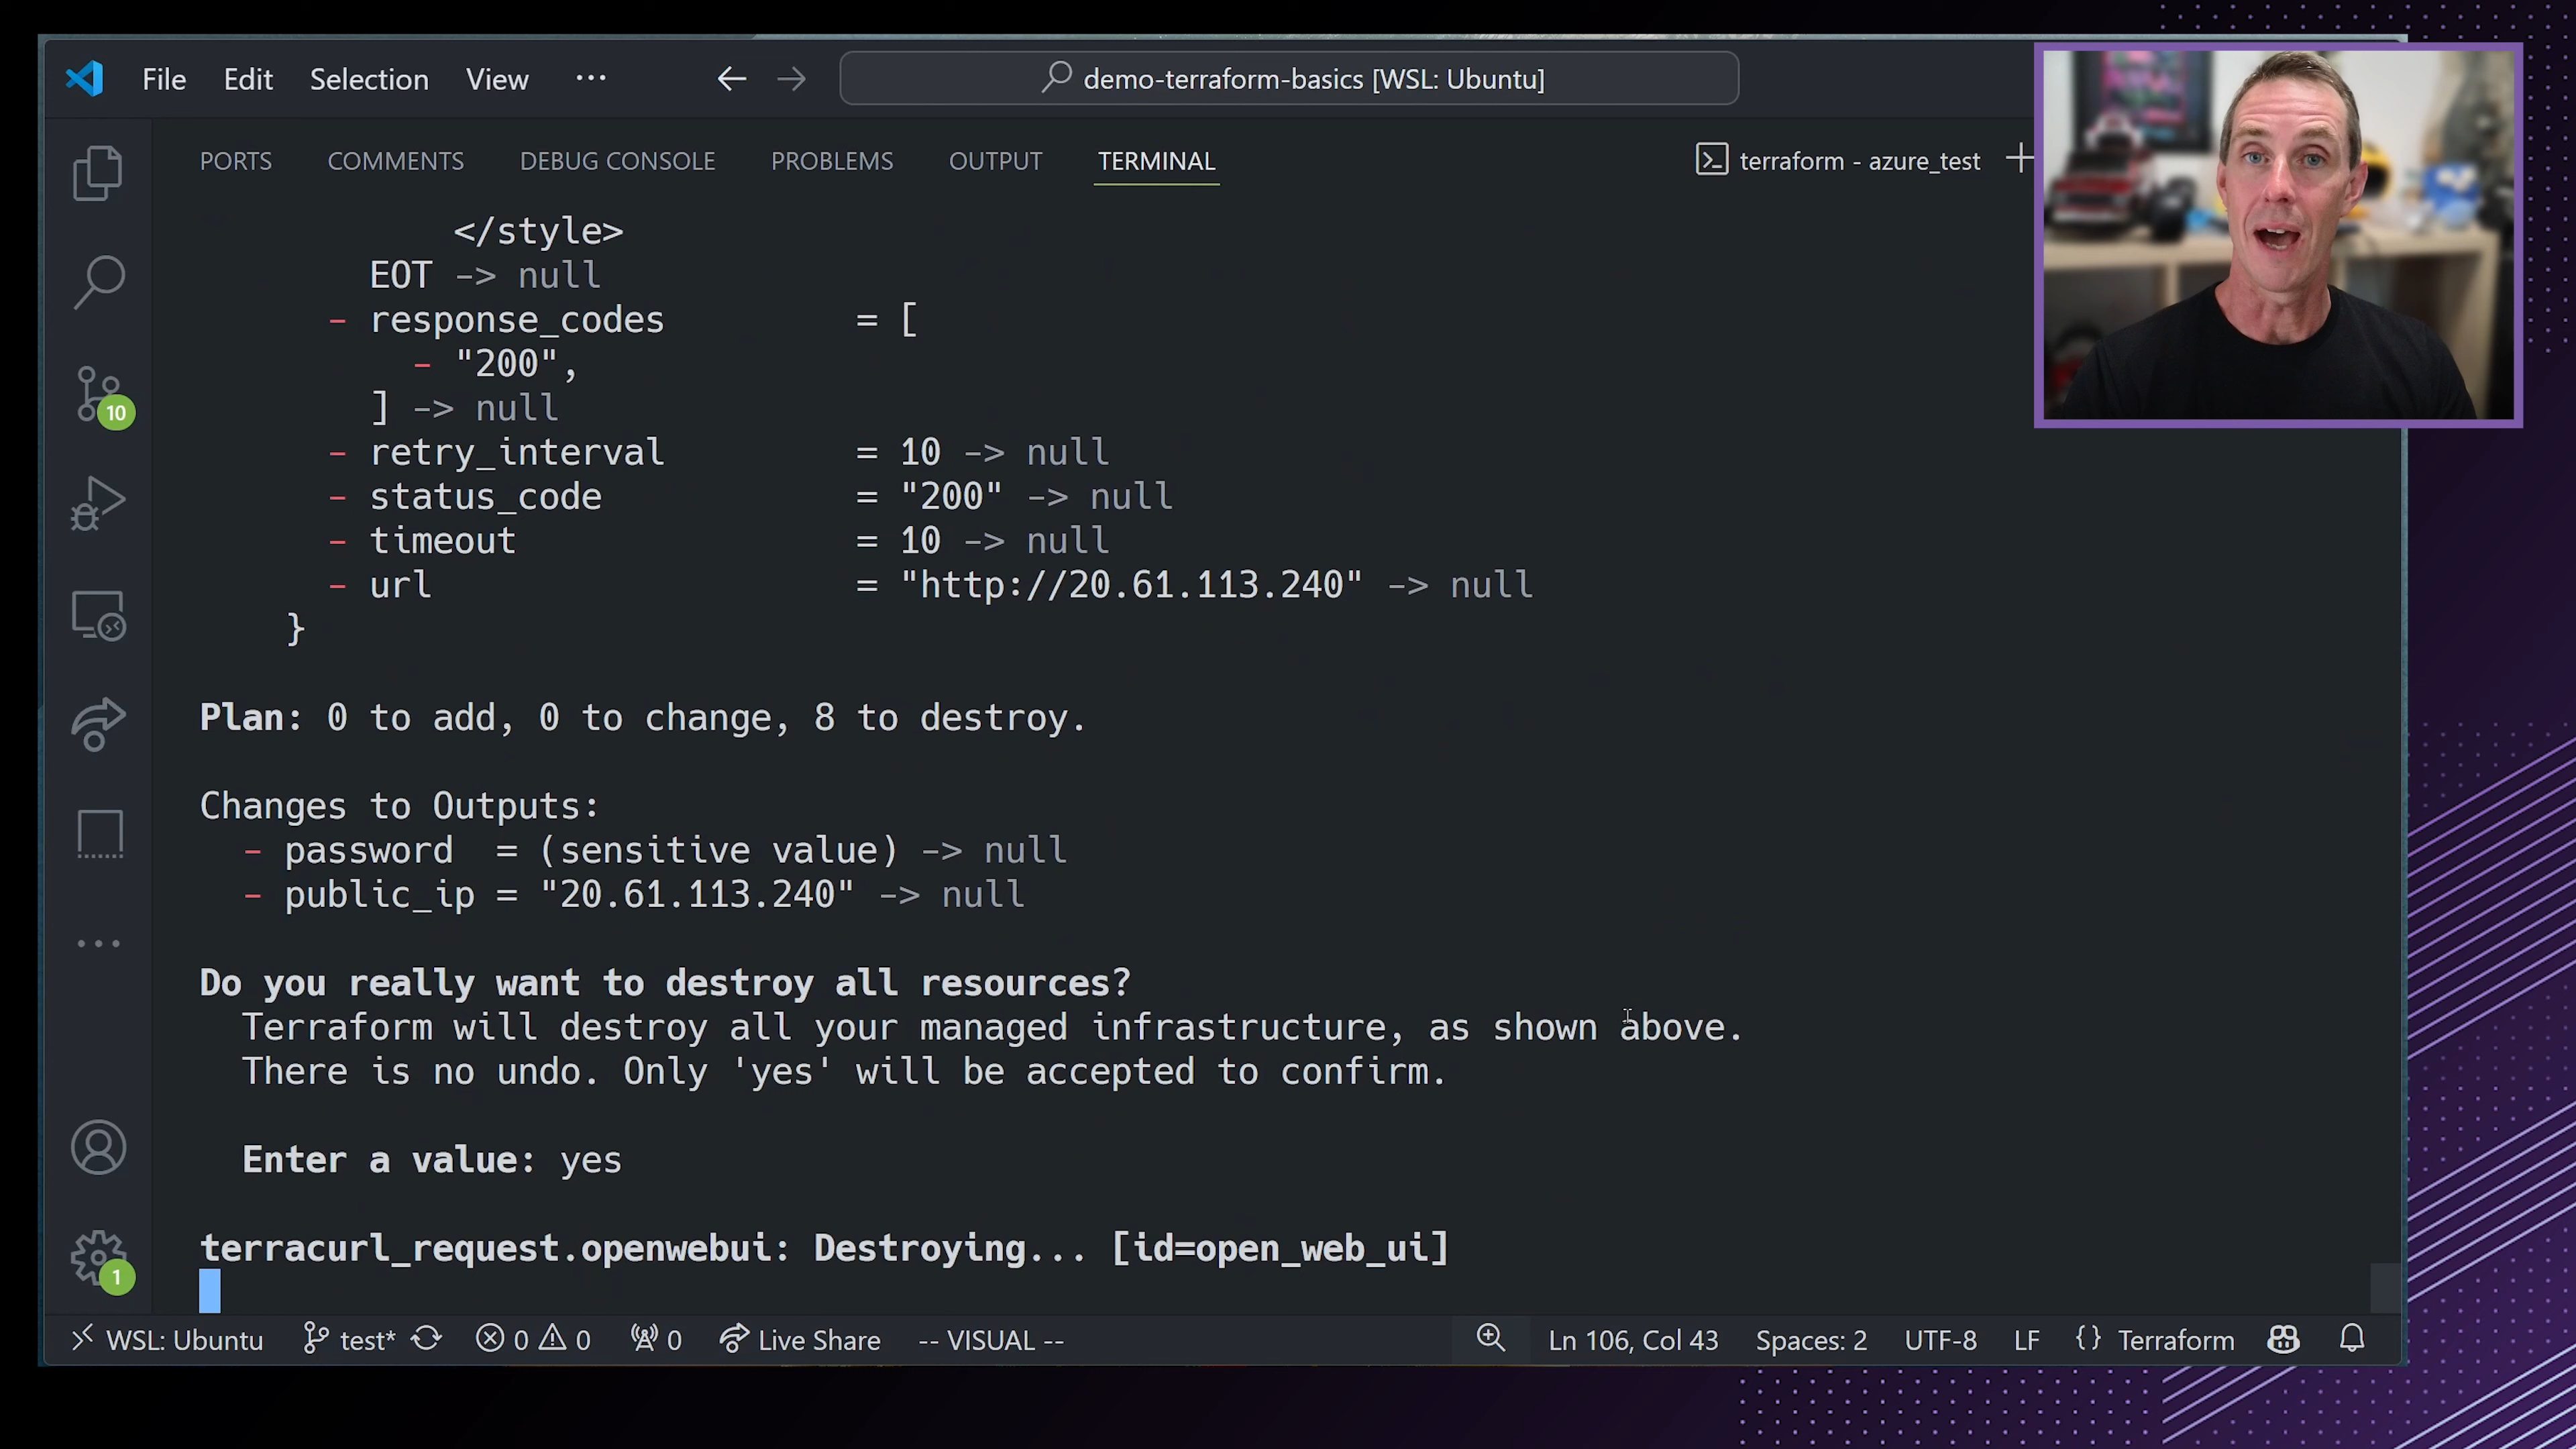 File Edit Selection View ··· demo-terraform-basics [WSL: Ubuntu]
PORTS COMMENTS DEBUG CONSOLE PROBLEMS OUTPUT TERMINAL terraform - azure_test
</style>
EOT -> null
- response_codes = [
- "200",
] -> null
- retry_interval = 10 -> null
- status_code = "200" -> null
- timeout = 10 -> null
- url = "http://20.61.113.240" -> null
}
Plan: 0 to add, 0 to change, 8 to destroy.
Changes to Outputs:
- password = (sensitive value) -> null
- public_ip = "20.61.113.240" -> null
Do you really want to destroy all resources?
Terraform will destroy all your managed infrastructure, as shown above.
There is no undo. Only 'yes' will be accepted to confirm.
Enter a value: yes
terracurl_request.openwebui: Destroying... [id=open_web_ui]
10
1
WSL: Ubuntu test* 0 0 0 Live Share -- VISUAL -- Ln 106, Col 43 Spaces: 2 UTF-8 LF {} Terraform